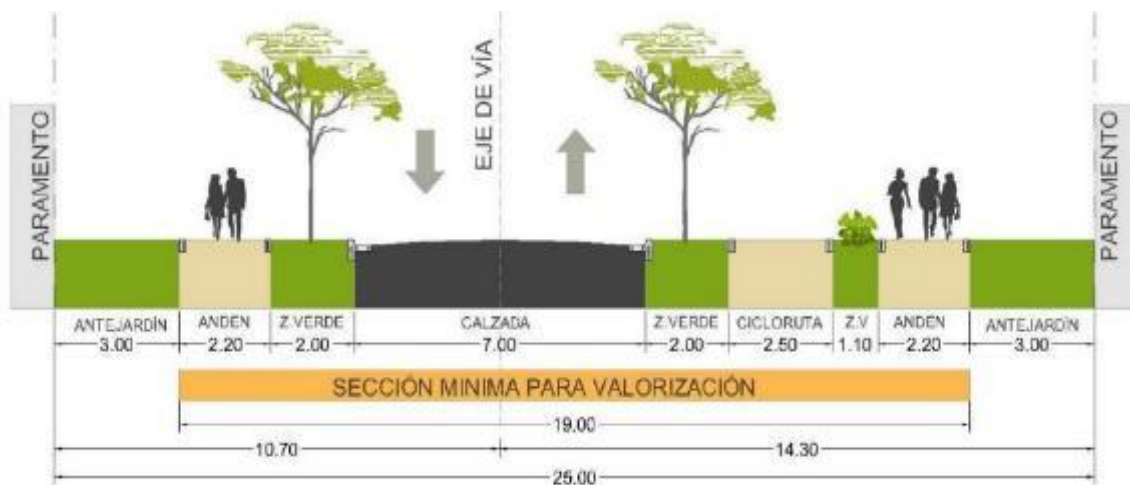 PARAMENTO
EJE DE VÍA
PARAMENTO
ANTEJARDÍN ANDEN Z.VERDE CALZADA Z.VERDE CICLORUTA Z.V ANDEN ANTEJARDÍN
3.00 2.20 2.00 7.00 2.00 2.50 1.10 2.20 3.00
SECCIÓN MINIMA PARA VALORIZACIÓN
19.00
10.70 14.30
25.00